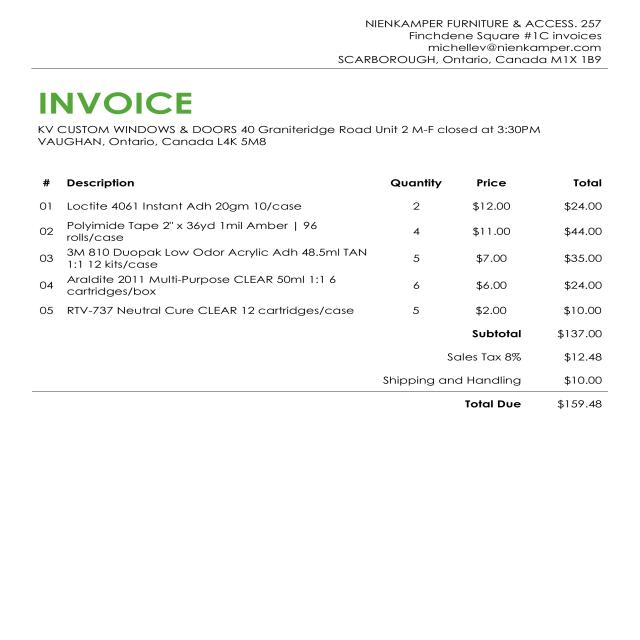 NIENKAMPER FURNITURE & ACCESS. 257
Finchdene Square #1C invoices
michellev@nienkamper.com
SCARBOROUGH, Ontario, Canada M1X 1B9
INVOICE
KV CUSTOM WINDOWS & DOORS 40 Graniteridge Road Unit 2 M-F closed at 3:30PM
VAUGHAN, Ontario, Canada L4K 5M8
# Description Quantity Price Total
01 Loctite 4061 Instant Adh 20gm 10/case 2 $12.00 $24.00
02 Polyimide Tape 2" x 36yd 1mil Amber | 96 4 $11.00 $44.00
rolls/case
03 3M 810 Duopak Low Odor Acrylic Adh 48.5ml TAN 5 $7.00 $35.00
1:1 12 kits/case
04 Araldite 2011 Multi-Purpose CLEAR 50ml 1:1 6 6 $6.00 $24.00
cartridges/box
05 RTV-737 Neutral Cure CLEAR 12 cartridges/case 5 $2.00 $10.00
Subtotal $137.00
Sales Tax 8% $12.48
Shipping and Handling $10.00
Total Due $159.48